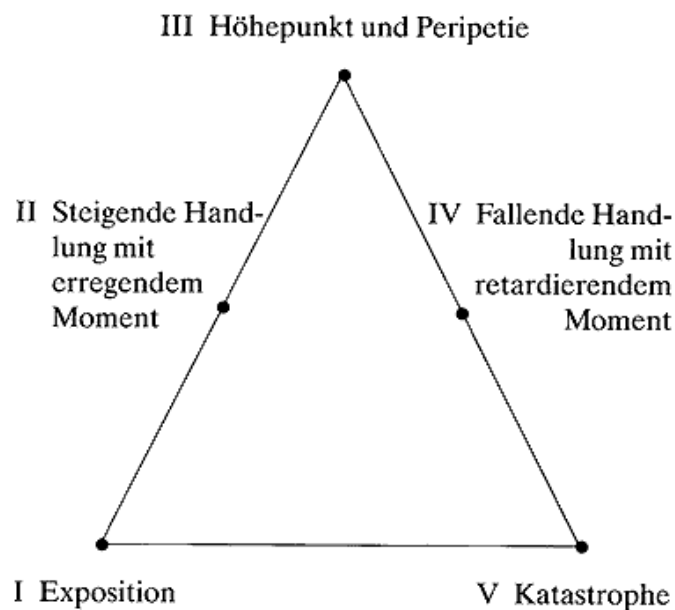 III Höhepunkt und Peripetie
II Steigende Hand-
lung mit
erregendem
Moment
IV Fallende Hand-
lung mit
retardierendem
Moment
I Exposition
V Katastrophe